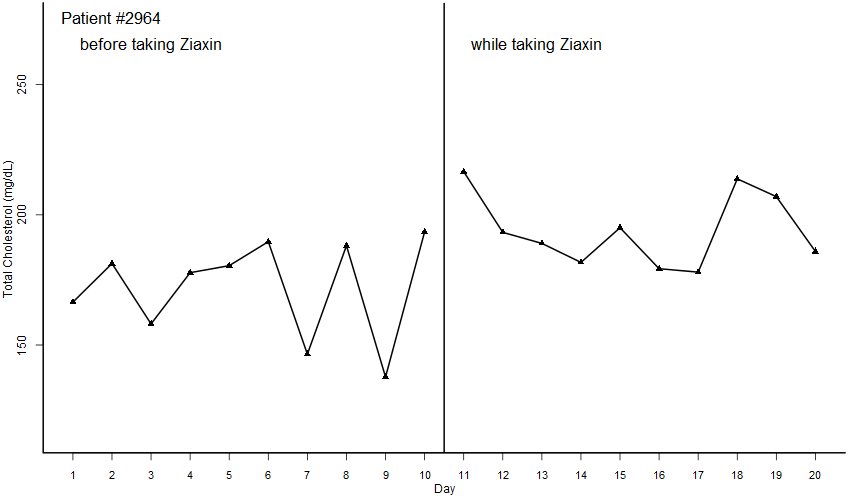 Patient #2964
before taking Ziaxin
while taking Ziaxin
Total Cholesterol (mg/dL)
250
200
150
1 2 3 4 5 6 7 8 9 10 11 12 13 14 15 16 17 18 19 20
Day